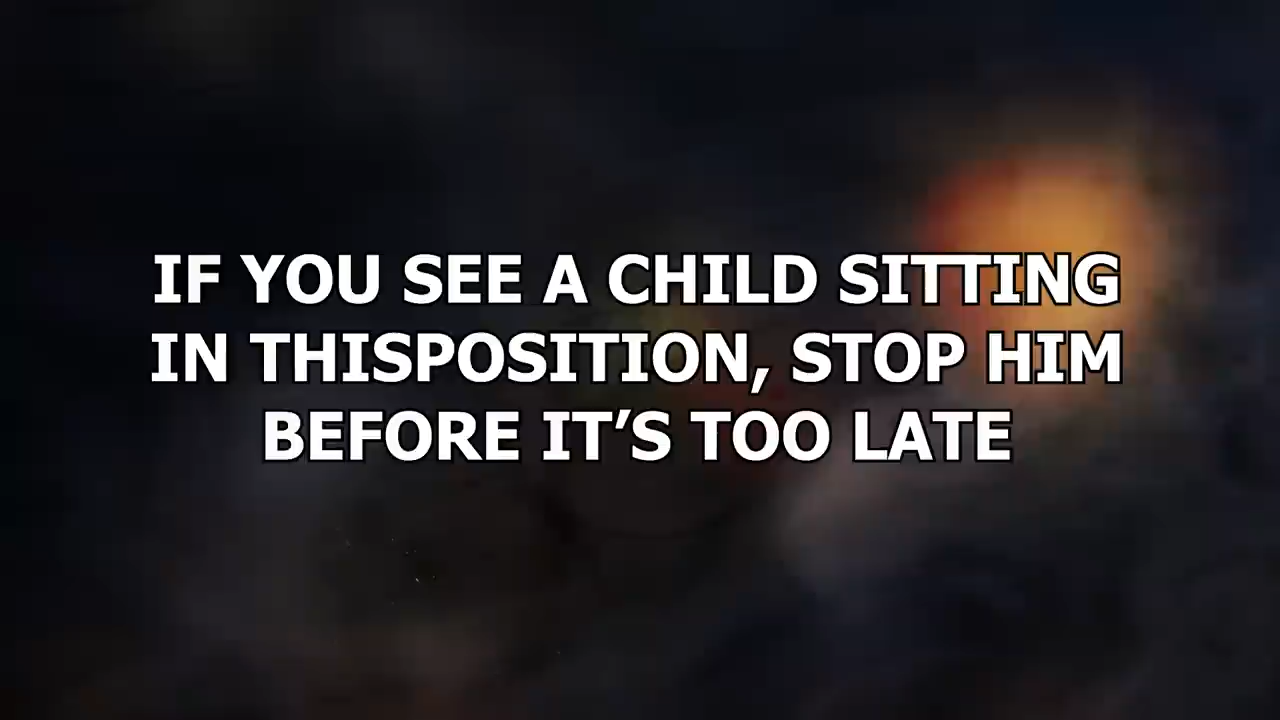 IF YOU SEE A CHILD SITTING
IN THISPOSITION, STOP HIM
BEFORE IT’S TOO LATE